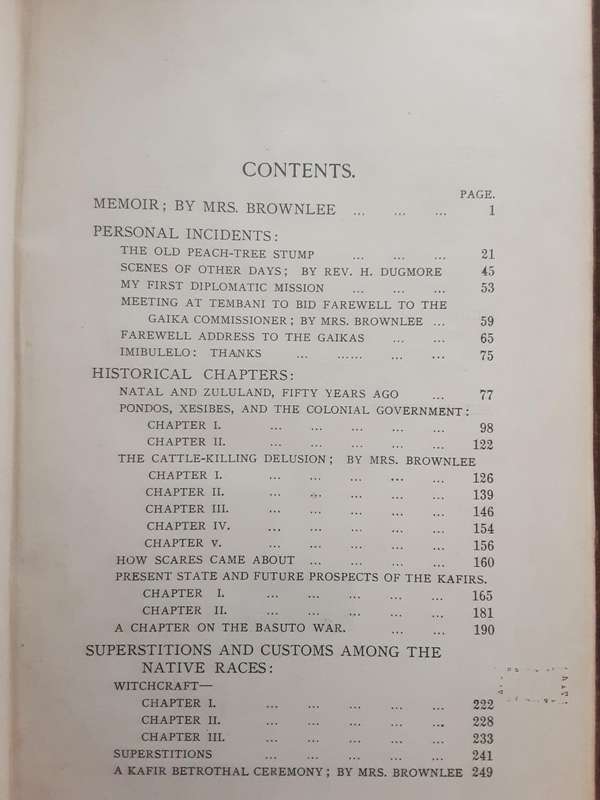 CONTENTS.
PAGE.
MEMOIR; BY MRS. BROWNLEE ... ... ... 1
PERSONAL INCIDENTS:
THE OLD PEACH-TREE STUMP ... ... ... 21
SCENES OF OTHER DAYS; BY REV. H. DUGMORE 45
MY FIRST DIPLOMATIC MISSION ... ... ... 53
MEETING AT TEMBANI TO BID FAREWELL TO THE
GAIKA COMMISSIONER; BY MRS. BROWNLEE ... 59
FAREWELL ADDRESS TO THE GAIKAS ... ... 65
IMIBULELO: THANKS ... ...... ... ... 75
HISTORICAL CHAPTERS:
NATAL AND ZULULAND, FIFTY YEARS AGO ... 77
PONDOS, XESIBES, AND THE COLONIAL GOVERNMENT:
CHAPTER I. ... ... ... ... ... 98
CHAPTER II. ... ... ... ... ... 122
THE CATTLE-KILLING DELUSION; BY MRS. BROWNLEE
CHAPTER I. ... ... ... ... ... 126
CHAPTER II. ... ... ... ... ... 139
CHAPTER III. ... ... ... ... ... 146
CHAPTER IV. ... ... ... ... ... 154
CHAPTER V. ... ... ... ... ... 156
HOW SCARES CAME ABOUT ... ... ... ... 160
PRESENT STATE AND FUTURE PROSPECTS OF THE KAFIRS.
CHAPTER I. ... ... ... ... ... 165
CHAPTER II. ... ... ... ... ... 181
A CHAPTER ON THE BASUTO WAR. ... ... 190
SUPERSTITIONS AND CUSTOMS AMONG THE
NATIVE RACES:
WITCHCRAFT—
CHAPTER I. ... ... ... ... ... 222
CHAPTER II. ... ... ... ... ... 228
CHAPTER III. ... ... ... ... ... 233
SUPERSTITIONS ... ... ... ... ... 241
A KAFIR BETROTHAL CEREMONY; BY MRS. BROWNLEE 249